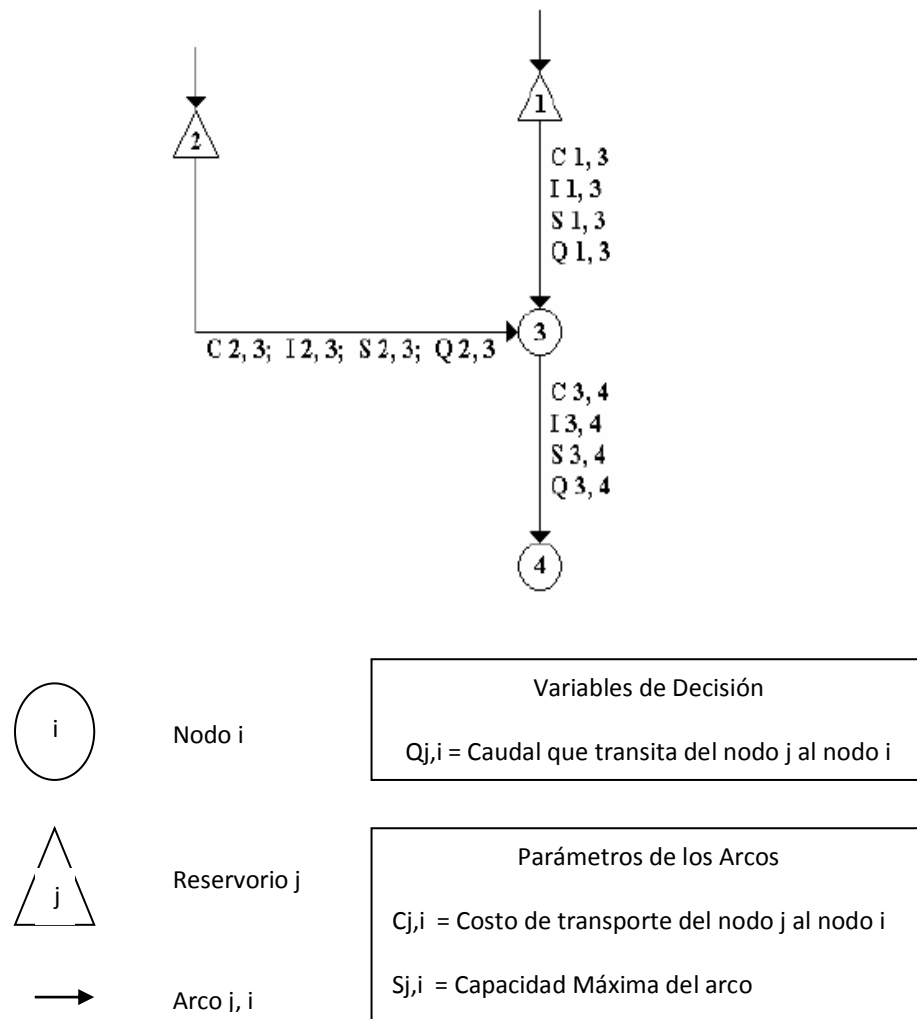 1
2
C 1, 3
I 1, 3
S 1, 3
Q 1, 3
3
C 2, 3; I 2, 3; S 2, 3; Q 2, 3
C 3, 4
I 3, 4
S 3, 4
Q 3, 4
4
i
Nodo i
Variables de Decisión
Qj,i = Caudal que transita del nodo j al nodo i
j
Reservorio j
Parámetros de los Arcos
Cj,i = Costo de transporte del nodo j al nodo i
Sj,i = Capacidad Máxima del arco
Arco j, i